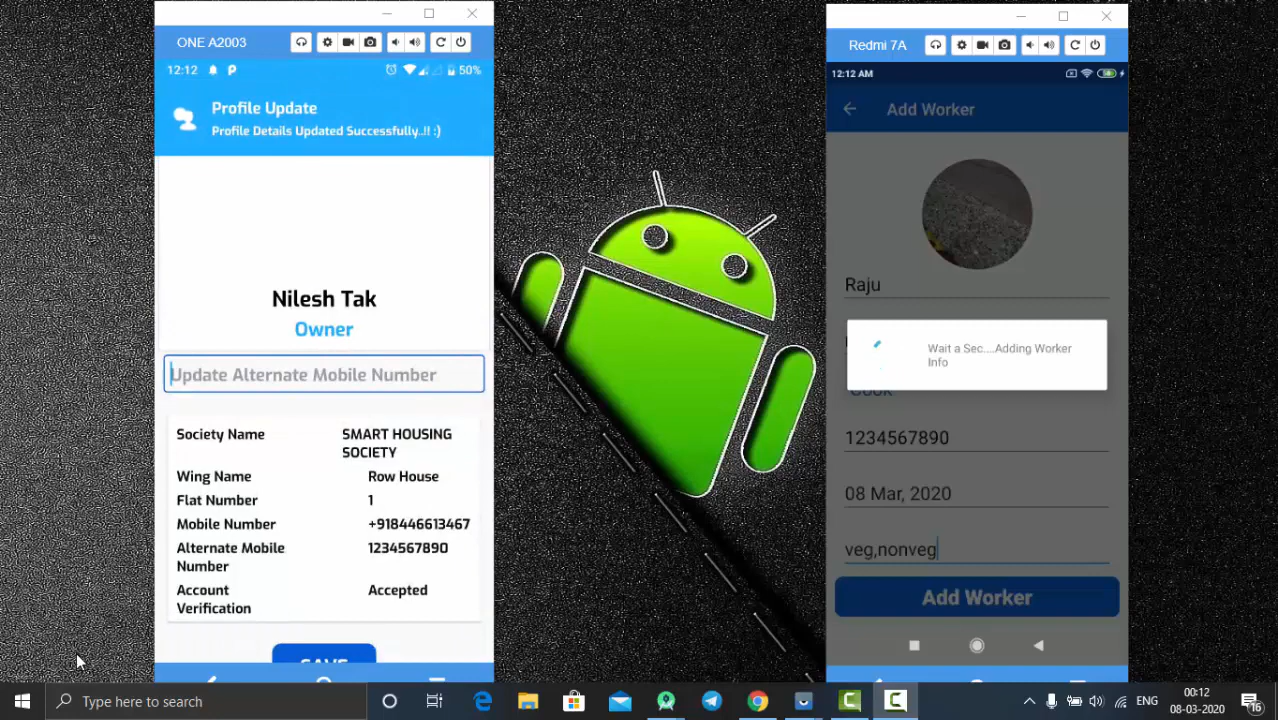 ONE A2003
12:12
50%
Profile Update
Profile Details Updated Successfully..!! :)
Nilesh Tak
Owner
Update Alternate Mobile Number
Society Name SMART HOUSING
SOCIETY
Wing Name Row House
Flat Number 1
Mobile Number +918446613467
Alternate Mobile 1234567890
Number
Account Accepted
Verification
SAVE
Redmi 7A
12:12 AM
Add Worker
Raju
Wait a Sec....Adding Worker
Info
Cook
1234567890
08 Mar, 2020
veg,nonveg
Add Worker
Type here to search
ENG
00:12
08-03-2020
16